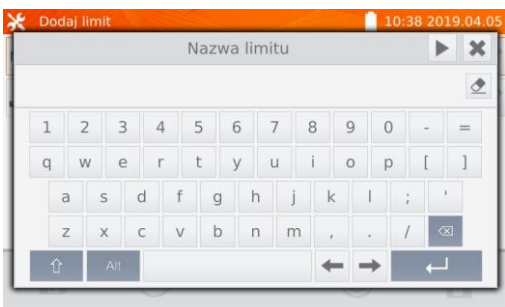 Dodaj limit 10:38 2019.04.05
Nazwa limitu
1 2 3 4 5 6 7 8 9 0 - =
q w e r t y u i o p [ ]
a s d f g h j k l ; '
z x c v b n m , . /
Alt